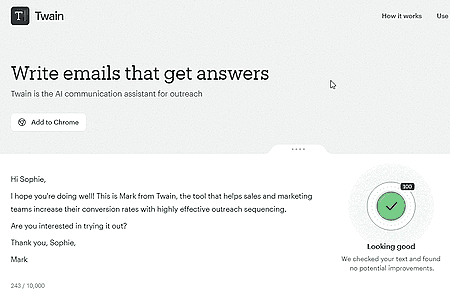 T Twain
How it works Use
Write emails that get answers
Twain is the AI communication assistant for outreach
Add to Chrome
Hi Sophie,
I hope you're doing well! This is Mark from Twain, the tool that helps sales and marketing
teams increase their conversion rates with highly effective outreach sequencing.
Are you interested in trying it out?
Thank you, Sophie,
Mark
243 / 10,000
100
Looking good
We checked your text and found
no potential improvements.